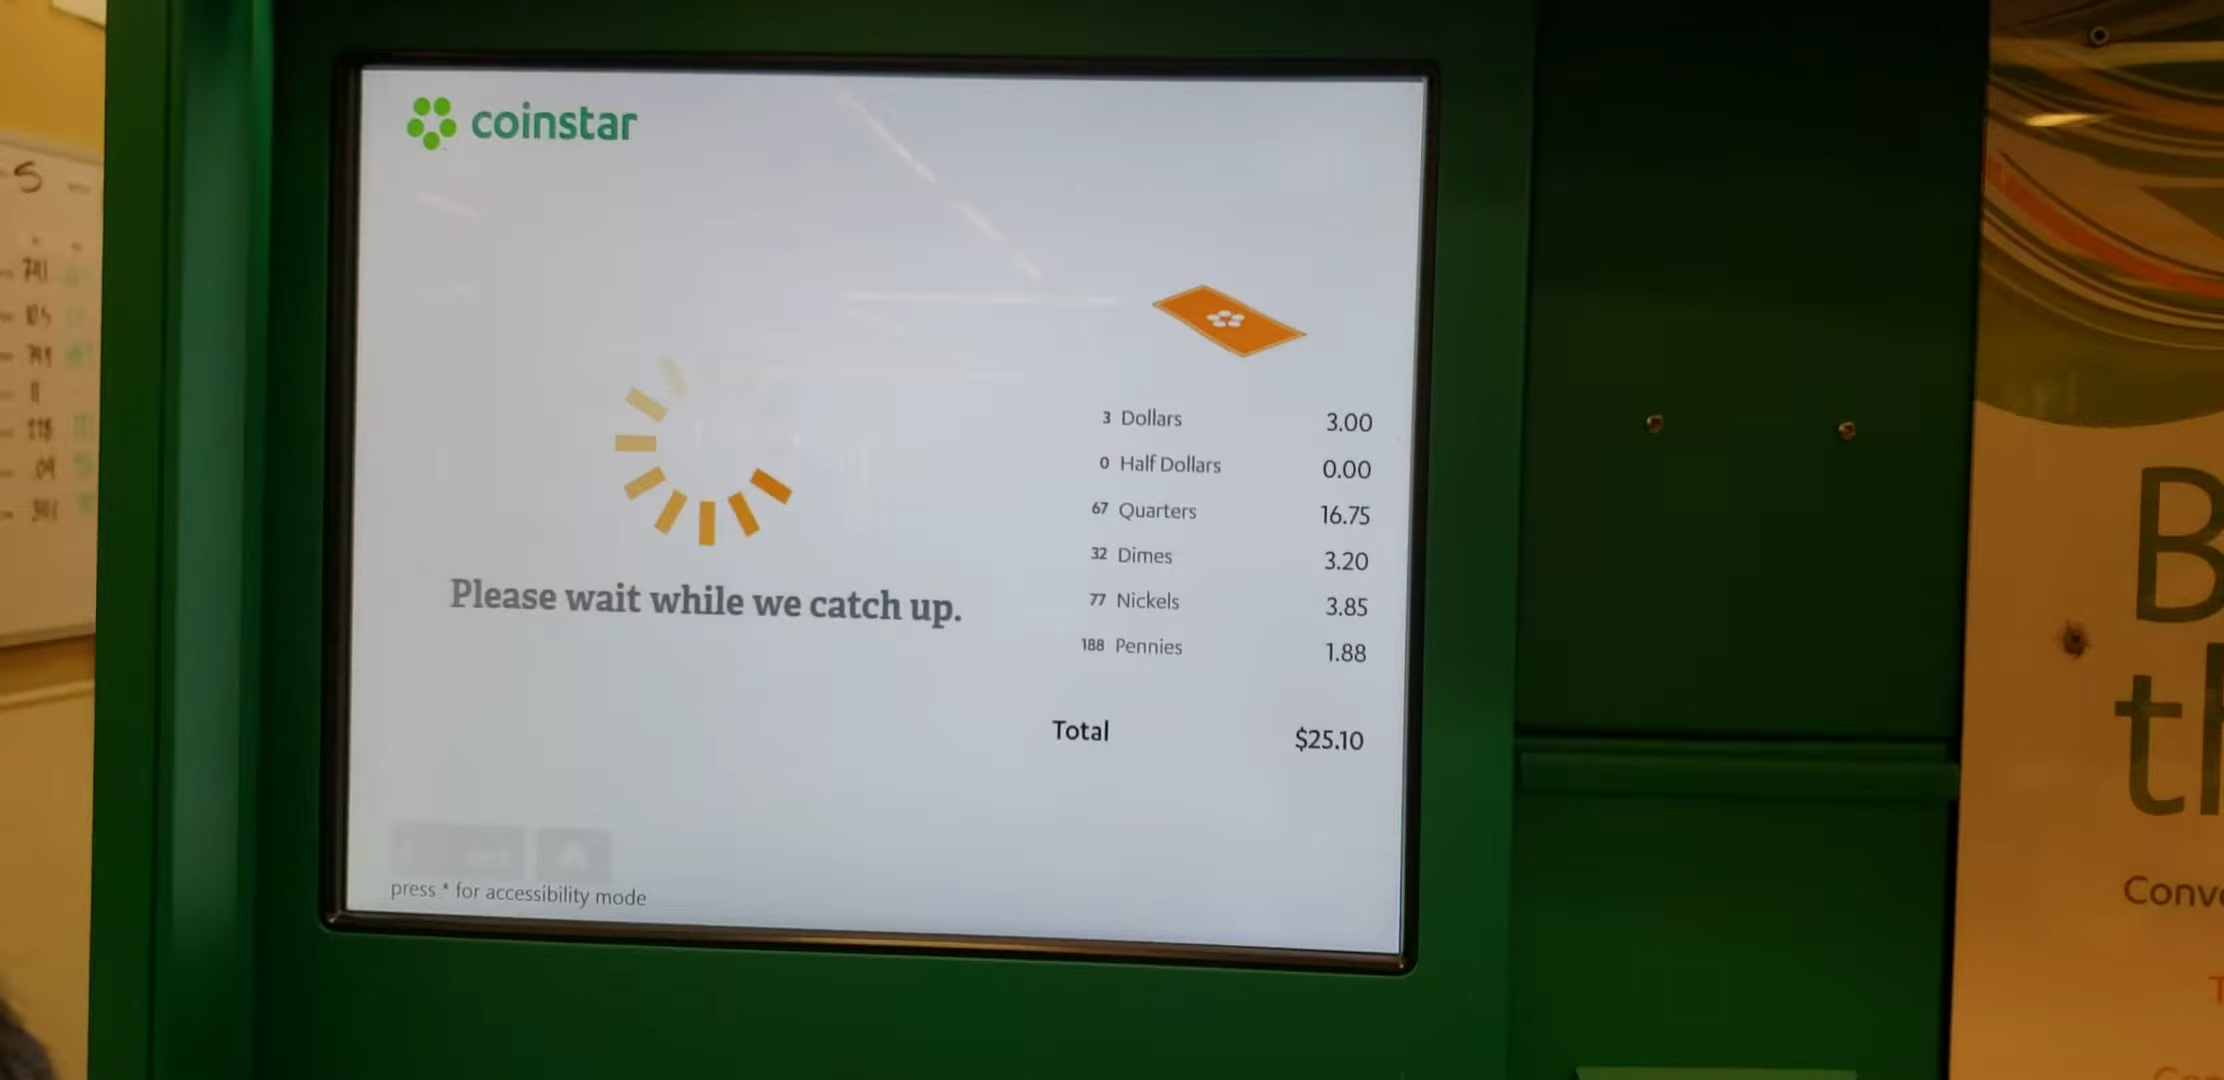 coinstar
3 Dollars 3.00
0 Half Dollars 0.00
67 Quarters 16.75
32 Dimes 3.20
77 Nickels 3.85
188 Pennies 1.88
Total $25.10
Please wait while we catch up.
press * for accessibility mode
B
th
Conv